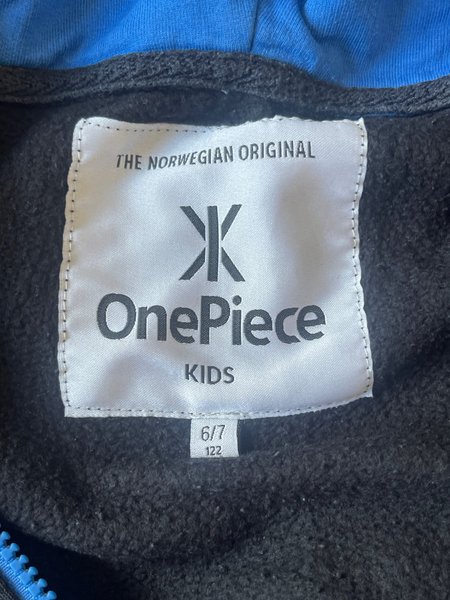 THE NORWEGIAN ORIGINAL
OnePiece
KIDS
6/7
122